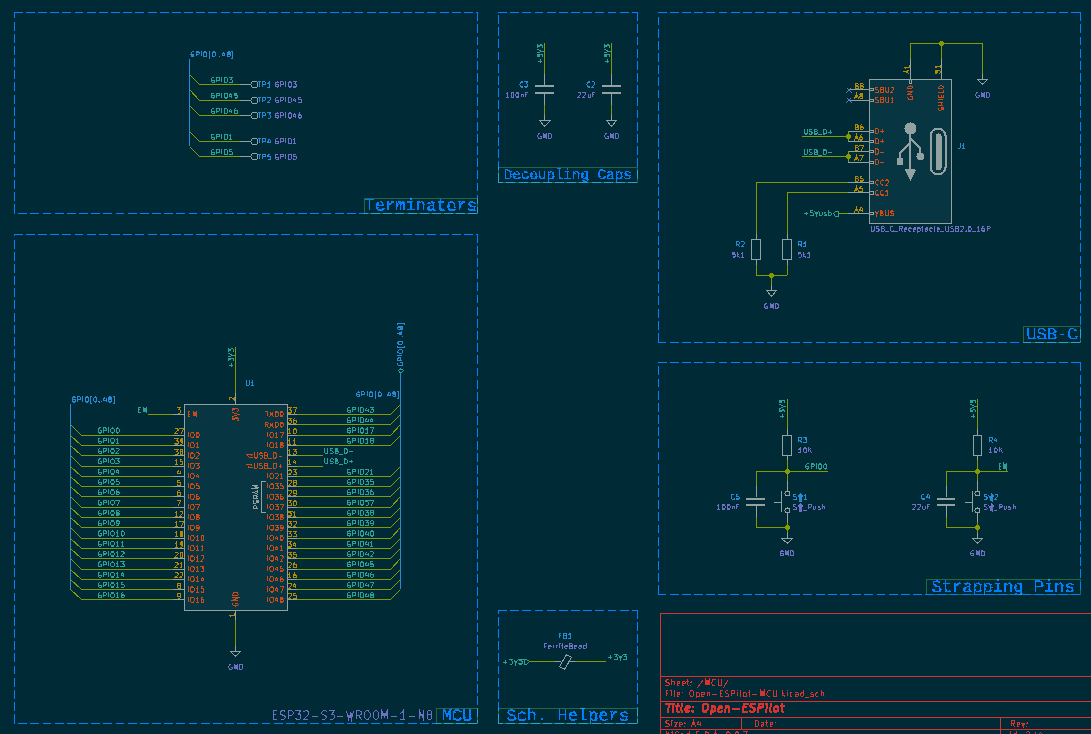 GPIO[0..48]
GPIO3
TP1 GPIO3
GPIO45
TP2 GPIO45
GPIO46
TP3 GPIO46
GPIO1
TP4 GPIO1
GPIO5
TP5 GPIO5
Terminators
+3V3
+3V3
C3
100nF
C2
22uF
GND
GND
Decoupling Caps
A1
S1
GND
SHIELD
GND
B8
SBU2
A8
SBU1
USB_D+
B6
D+
A6
D+
USB_D-
B7
D-
A7
D-
J1
B5
CC2
A5
CC1
+5Vusb
A4
VBUS
USB_C_Receptacle_USB2.0_16P
R2
5k1
R1
5k1
GND
USB-C
GPIO[0..48]
+3V3
U1
GPIO[0..48]
GPIO[0..48]
2
3V3
EN
3
EN
GPIO0
27
IO0
GPIO1
39
IO1
GPIO2
38
IO2
GPIO3
15
IO3
GPIO4
4
IO4
GPIO5
5
IO5
GPIO6
6
IO6
GPIO7
7
IO7
GPIO8
12
IO8
GPIO9
17
IO9
GPIO10
18
IO10
GPIO11
19
IO11
GPIO12
20
IO12
GPIO13
21
IO13
GPIO14
22
IO14
GPIO15
8
IO15
GPIO16
9
IO16
RXD0
37
GPIO43
TXD0
36
GPIO44
IO17
10
GPIO17
IO18
11
GPIO18
USB_D-
13
USB_D-
USB_D+
14
USB_D+
IO21
23
GPIO21
IO35
28
GPIO35
IO36
29
GPIO36
IO37
30
GPIO37
IO38
31
GPIO38
IO39
32
GPIO39
IO40
33
GPIO40
IO41
34
GPIO41
IO42
35
GPIO42
IO45
26
GPIO45
IO46
16
GPIO46
IO47
24
GPIO47
IO48
25
GPIO48
PSRAM
GND
1
GND
ESP32-S3-WROOM-1-N8
MCU
+3V3
R3
10k
GPIO0
C5
100nF
SW1
SW_Push
GND
+3V3
R4
10k
EN
C4
22uF
SW2
SW_Push
GND
Strapping Pins
FB1
FerriteBead
+3V3D
+3V3
Sch. Helpers
Sheet: /MCU/
File: Open-ESPilot-MCU.kicad_sch
Title: Open-ESPilot
Size: A4
Date:
Rev: